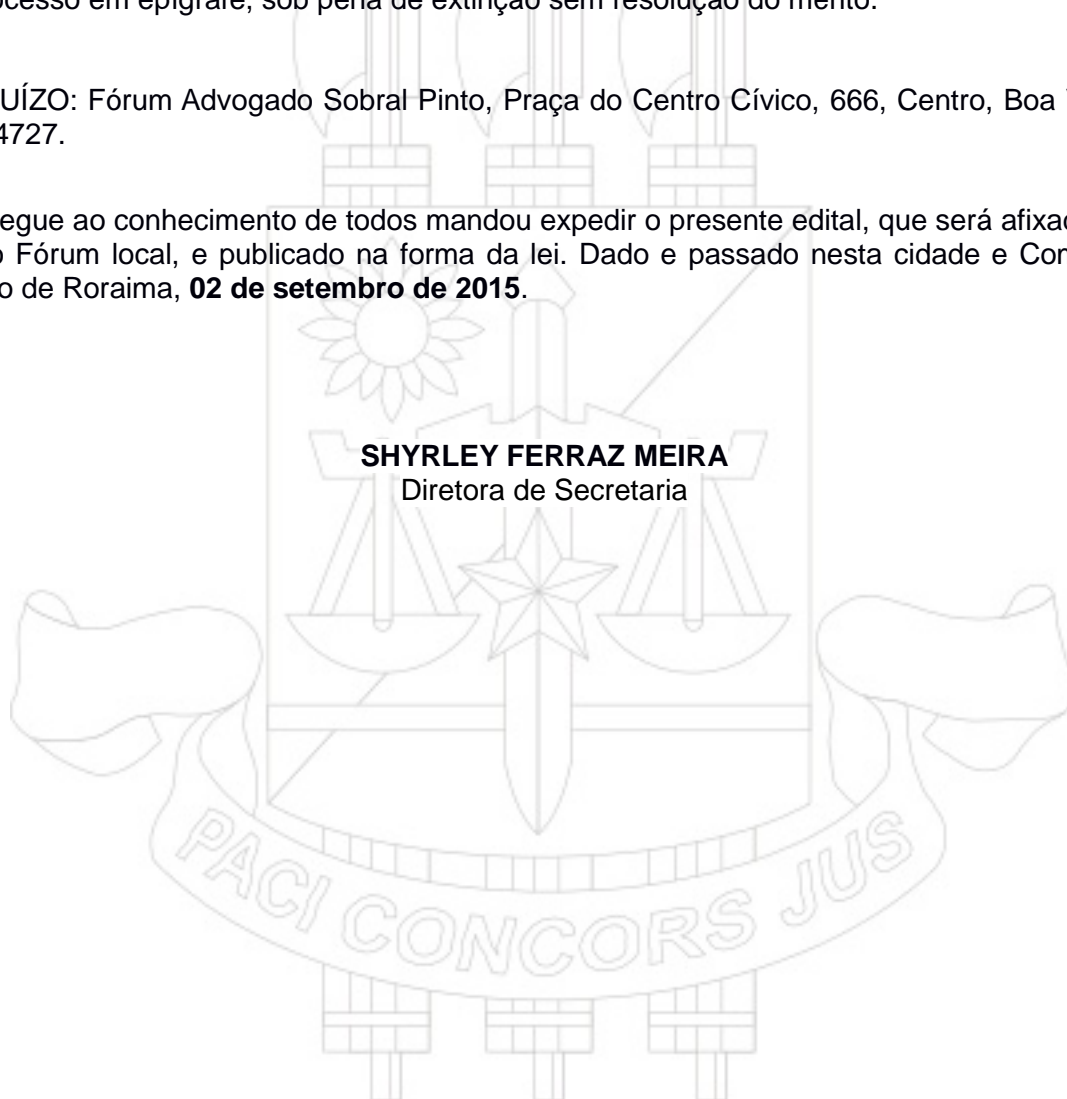 ocesso em epígrafe, sob pena de extinção sem resolução do mérito.
UÍZO: Fórum Advogado Sobral Pinto, Praça do Centro Cívico, 666, Centro, Boa
4727.
egue ao conhecimento de todos mandou expedir o presente edital, que será afixad
o Fórum local, e publicado na forma da lei. Dado e passado nesta cidade e Co
o de Roraima, 02 de setembro de 2015.
SHYRLEY FERRAZ MEIRA
Diretora de Secretaria
PACI CONCORS JUS